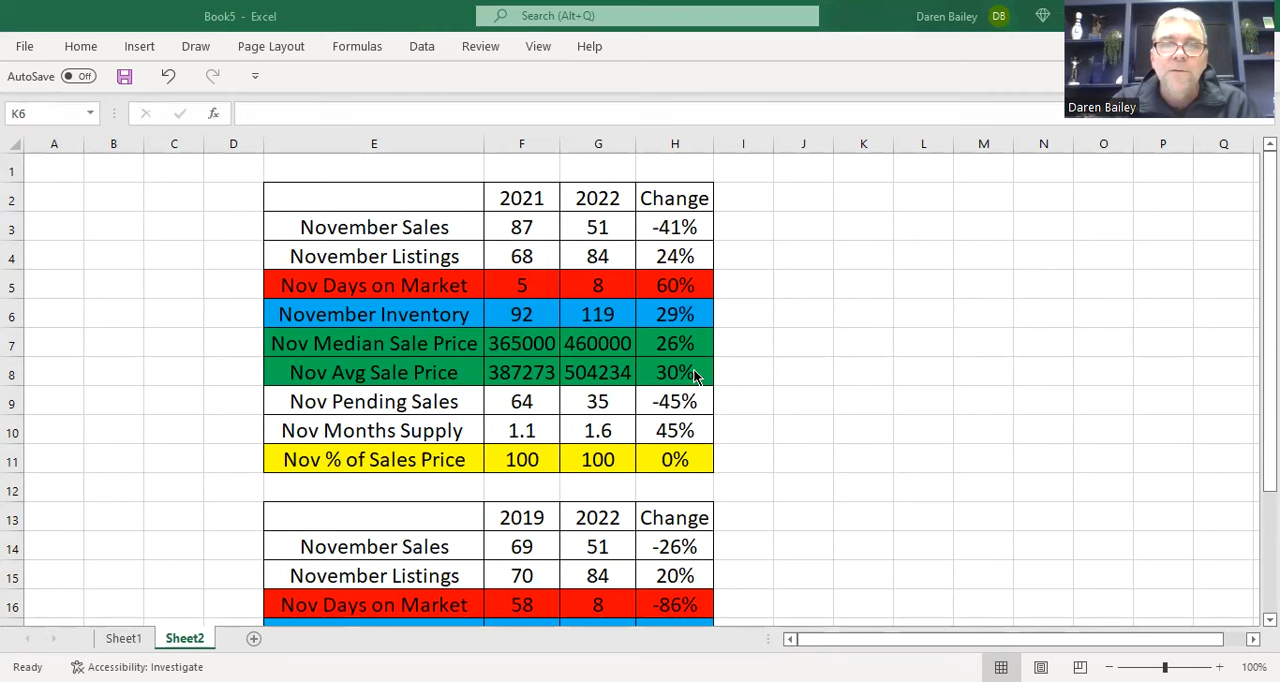 Book5 - Excel
Search (Alt+Q)
Daren Bailey DB
File Home Insert Draw Page Layout Formulas Data Review View Help
AutoSave Off
Daren Bailey
K6 fx
A B C D E F G H I J K L M N O P Q
1
2 2021 2022 Change
3 November Sales 87 51 -41%
4 November Listings 68 84 24%
5 Nov Days on Market 5 8 60%
6 November Inventory 92 119 29%
7 Nov Median Sale Price 365000 460000 26%
8 Nov Avg Sale Price 387273 504234 30%
9 Nov Pending Sales 64 35 -45%
10 Nov Months Supply 1.1 1.6 45%
11 Nov % of Sales Price 100 100 0%
12
13 2019 2022 Change
14 November Sales 69 51 -26%
15 November Listings 70 84 20%
16 Nov Days on Market 58 8 -86%
Sheet1 Sheet2
Ready Accessibility: Investigate 100%